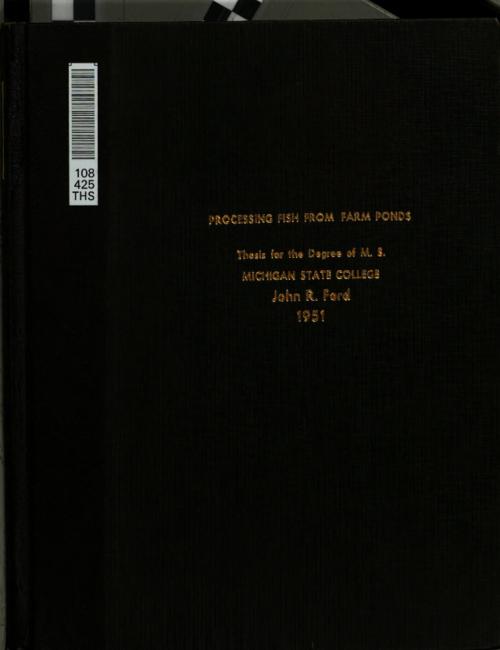 108
425
THS
PROCESSING FISH FROM FARM PONDS
Thesis for the Degree of M. S.
MICHIGAN STATE COLLEGE
John R. Ford
1951